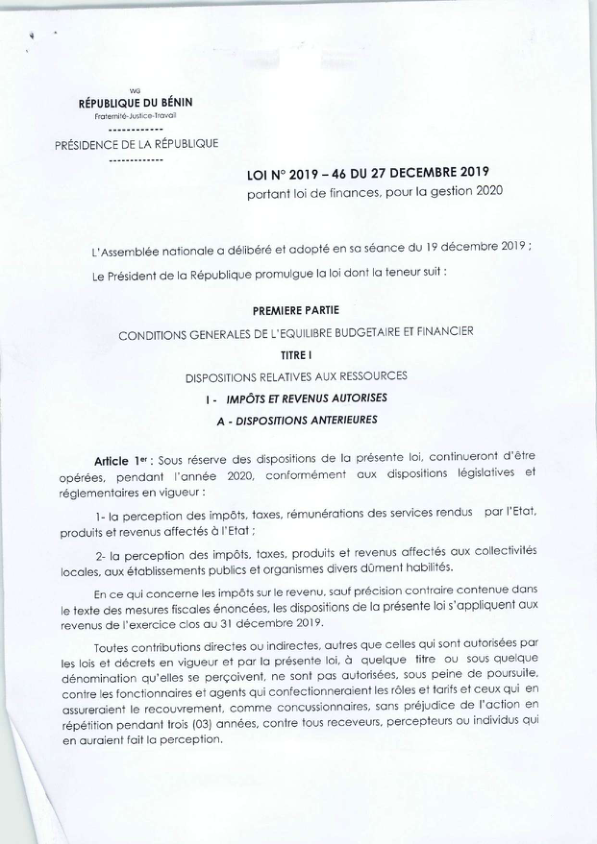 WG
RÉPUBLIQUE DU BÉNIN
Fraternité-Justice-Travail
------------
PRÉSIDENCE DE LA RÉPUBLIQUE
------------
LOI N° 2019 – 46 DU 27 DECEMBRE 2019
portant loi de finances, pour la gestion 2020
L'Assemblée nationale a délibéré et adopté en sa séance du 19 décembre 2019 ;
Le Président de la République promulgue la loi dont la teneur suit :
PREMIERE PARTIE
CONDITIONS GENERALES DE L'EQUILIBRE BUDGETAIRE ET FINANCIER
TITRE I
DISPOSITIONS RELATIVES AUX RESSOURCES
I - IMPÔTS ET REVENUS AUTORISES
A - DISPOSITIONS ANTERIEURES
Article 1er : Sous réserve des dispositions de la présente loi, continueront d'être
opérées, pendant l'année 2020, conformément aux dispositions législatives et
réglementaires en vigueur :
1- la perception des impôts, taxes, rémunérations des services rendus par l'Etat,
produits et revenus affectés à l'Etat ;
2- la perception des impôts, taxes, produits et revenus affectés aux collectivités
locales, aux établissements publics et organismes divers dûment habilités.
En ce qui concerne les impôts sur le revenu, sauf précision contraire contenue dans
le texte des mesures fiscales énoncées, les dispositions de la présente loi s'appliquent aux
revenus de l'exercice clos au 31 décembre 2019.
Toutes contributions directes ou indirectes, autres que celles qui sont autorisées par
les lois et décrets en vigueur et par la présente loi, à quelque titre ou sous quelque
dénomination qu'elles se perçoivent, ne sont pas autorisées, sous peine de poursuite,
contre les fonctionnaires et agents qui confectionneraient les rôles et tarifs et ceux qui en
assureraient le recouvrement, comme concussionnaires, sans préjudice de l'action en
répétition pendant trois (03) années, contre tous receveurs, percepteurs ou individus qui
en auraient fait la perception.